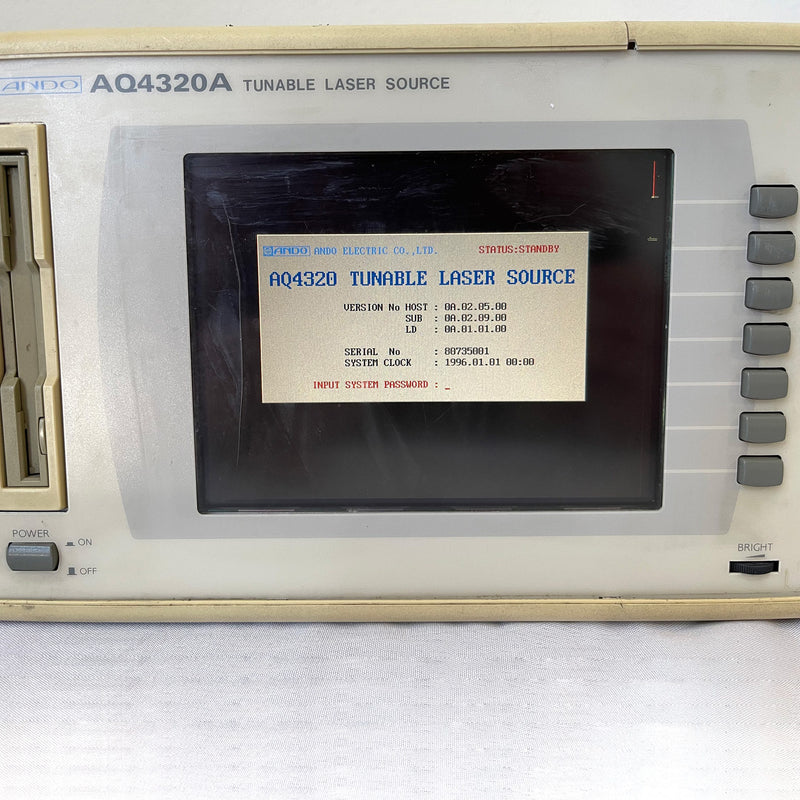 ANDO AQ4320A TUNABLE LASER SOURCE
ANDO ANDO ELECTRIC CO.,LTD. STATUS:STANDBY
AQ4320 TUNABLE LASER SOURCE
VERSION No HOST : 0A.02.05.00
SUB : 0A.02.09.00
LD : 0A.01.01.00
SERIAL No : 80735001
SYSTEM CLOCK : 1996.01.01 00:00
INPUT SYSTEM PASSWORD : _
POWER
ON
OFF
BRIGHT